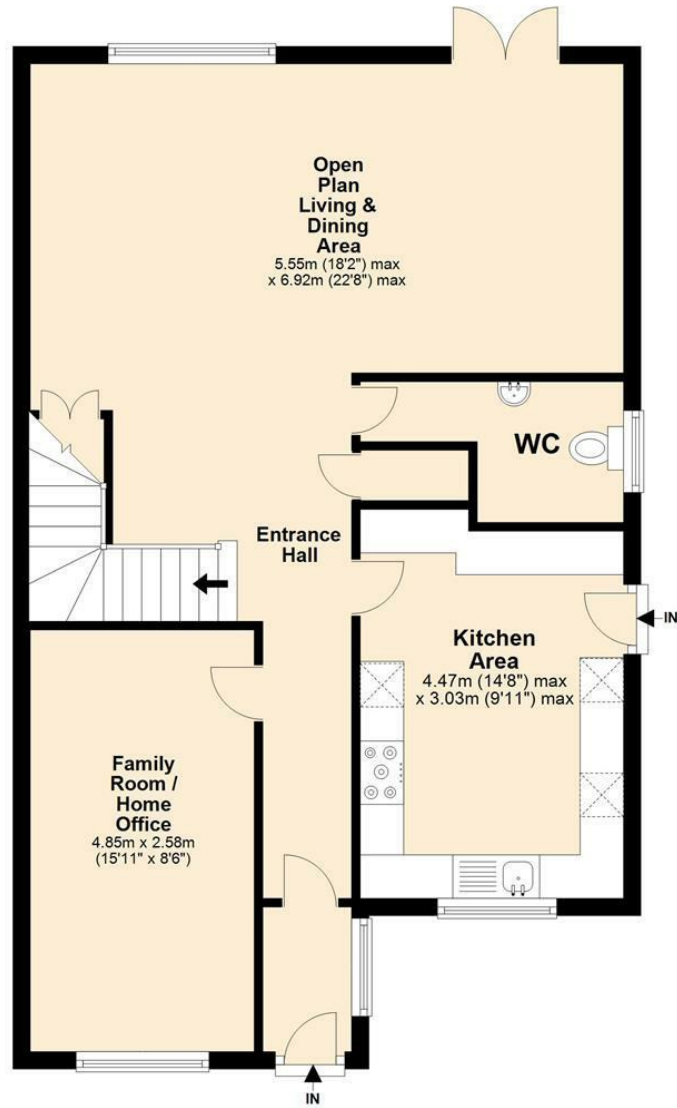 Open
Plan
Living &
Dining
Area
5.55m (18'2") max
x 6.92m (22'8") max
WC
Entrance
Hall
IN
Kitchen
Area
4.47m (14'8") max
x 3.03m (9'11") max
Family
Room /
Home
Office
4.85m x 2.58m
(15'11" x 8'6")
IN